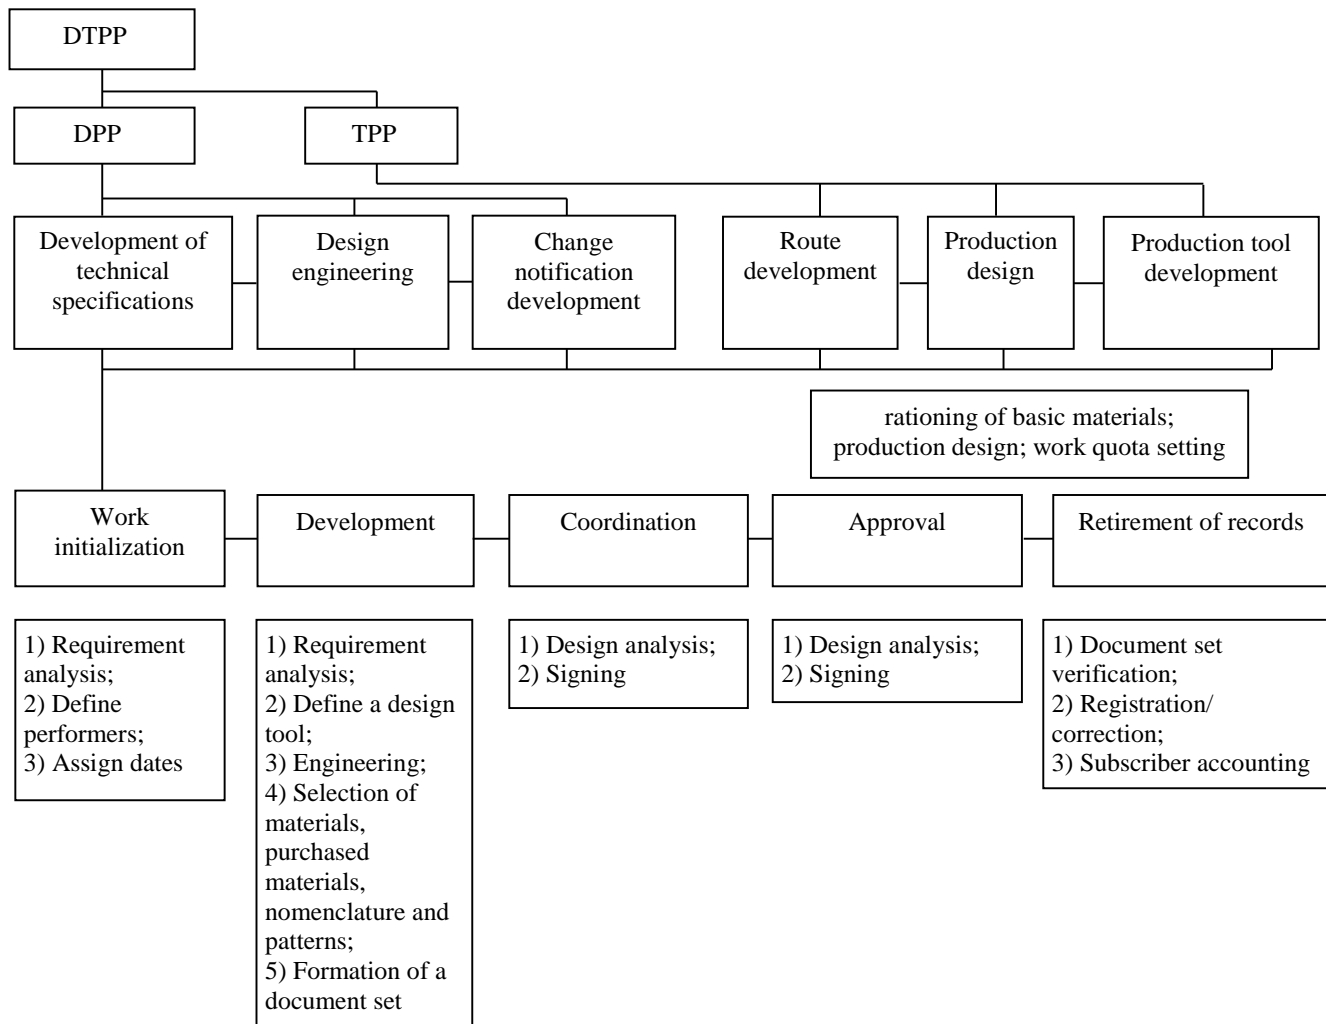 DTPP
DPP
TPP
Development of
technical
specifications
Design
engineering
Change
notification
development
Route
development
Production
design
Production tool
development
rationing of basic materials;
production design; work quota setting
Work
initialization
Development
Coordination
Approval
Retirement of records
1) Requirement
analysis;
2) Define
performers;
3) Assign dates
1) Requirement
analysis;
2) Define a design
tool;
3) Engineering;
4) Selection of
materials,
purchased
materials,
nomenclature and
patterns;
5) Formation of a
document set
1) Design analysis;
2) Signing
1) Design analysis;
2) Signing
1) Document set
verification;
2) Registration/
correction;
3) Subscriber accounting